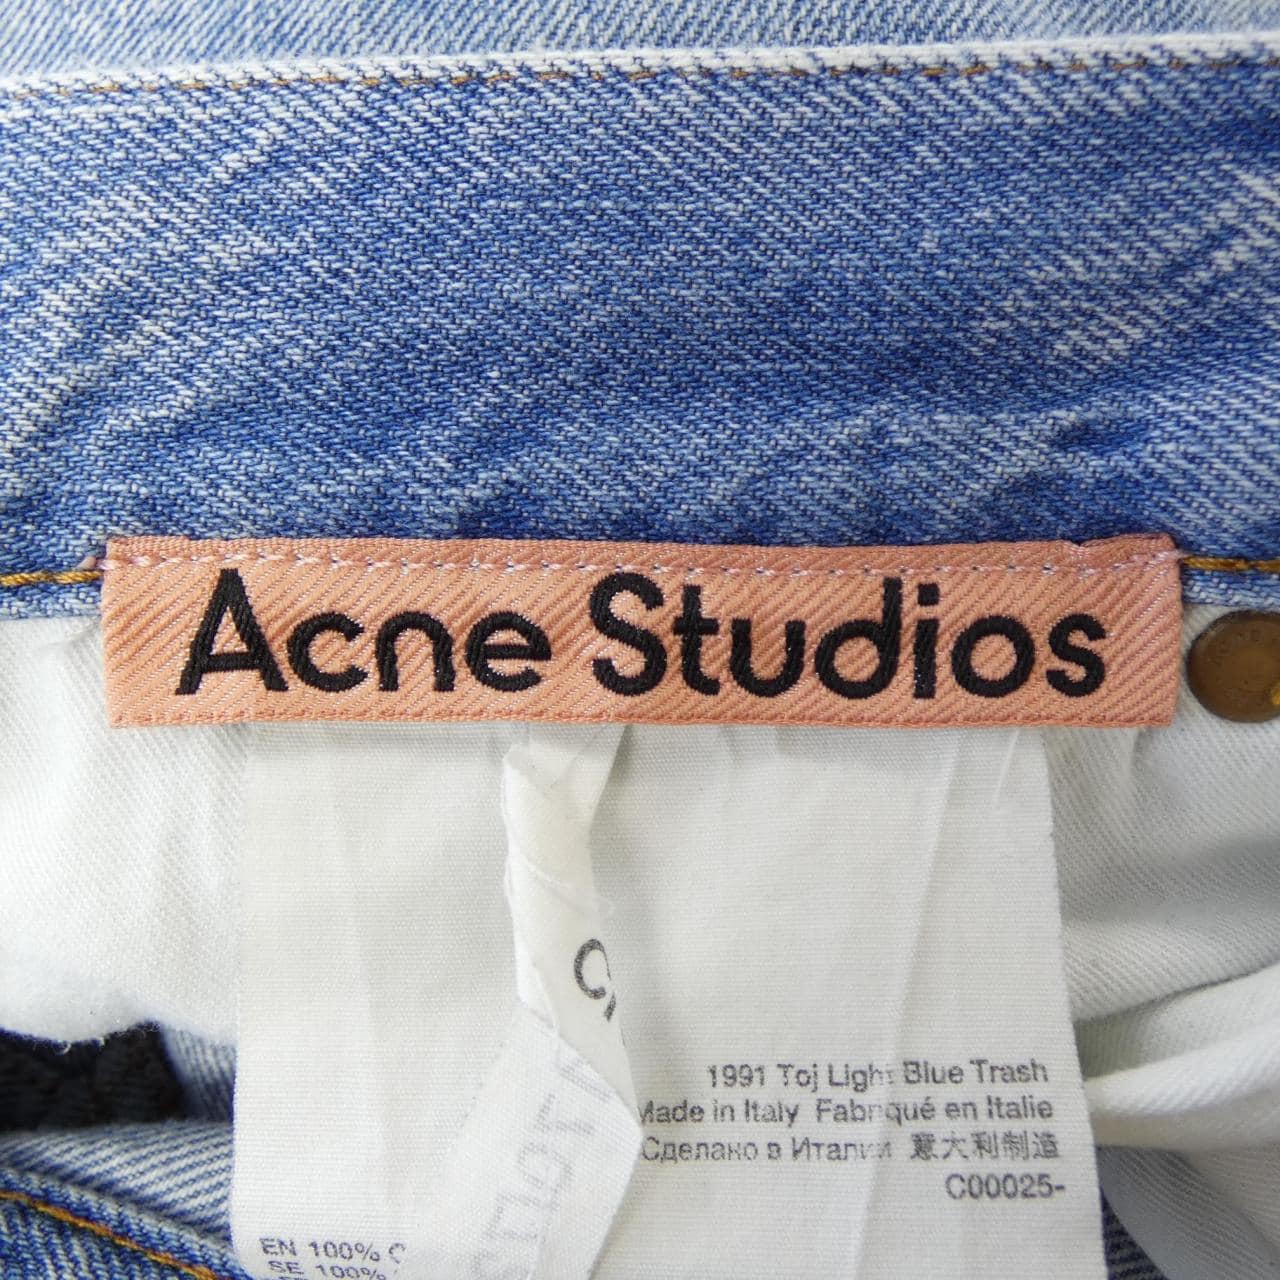 Acne Studios
1991 Toj Light Blue Trash
Made in Italy Fabriqué en Italie
Сделано в Италии 意大利制造
C00025-
EN 100%
SE 100%